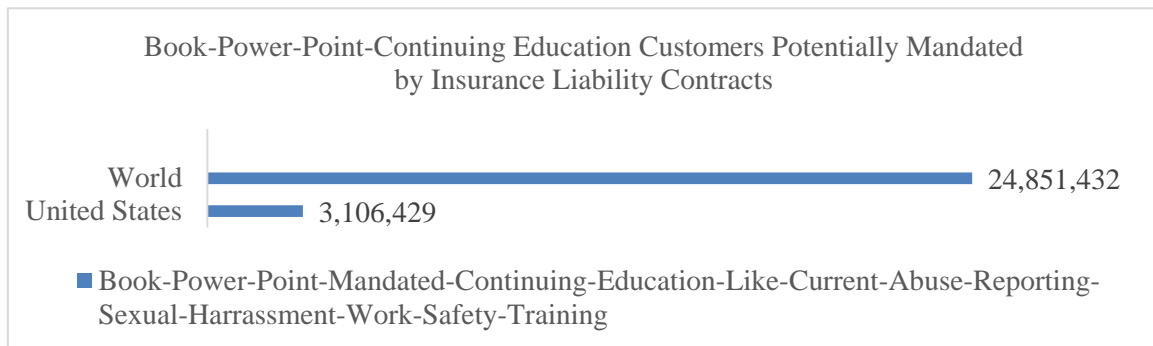 Book-Power-Point-Continuing Education Customers Potentially Mandated
by Insurance Liability Contracts
World
24,851,432
United States
3,106,429
Book-Power-Point-Mandated-Continuing-Education-Like-Current-Abuse-Reporting-
Sexual-Harrassment-Work-Safety-Training